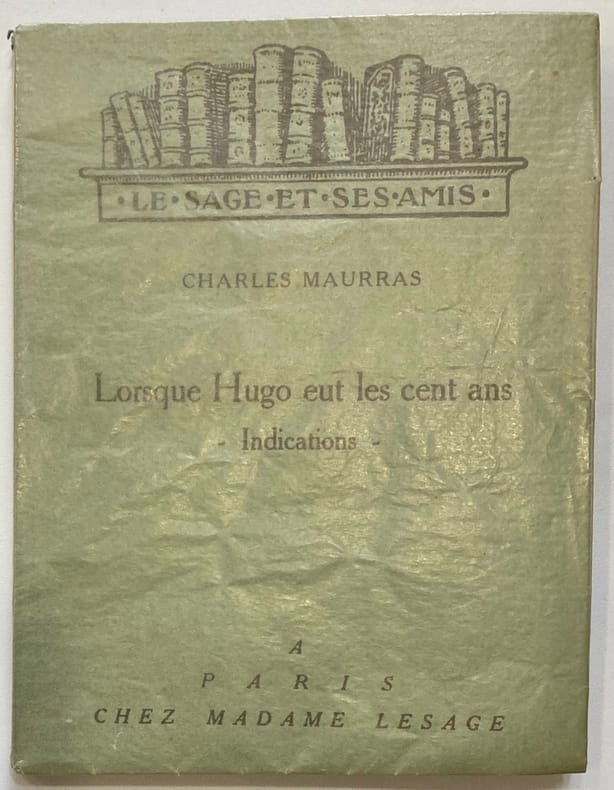 ·LE·SAGE·ET·SES·AMIS·
CHARLES MAURRAS
Lorsque Hugo eut les cent ans
- Indications -
A
PARIS
CHEZ MADAME LESAGE